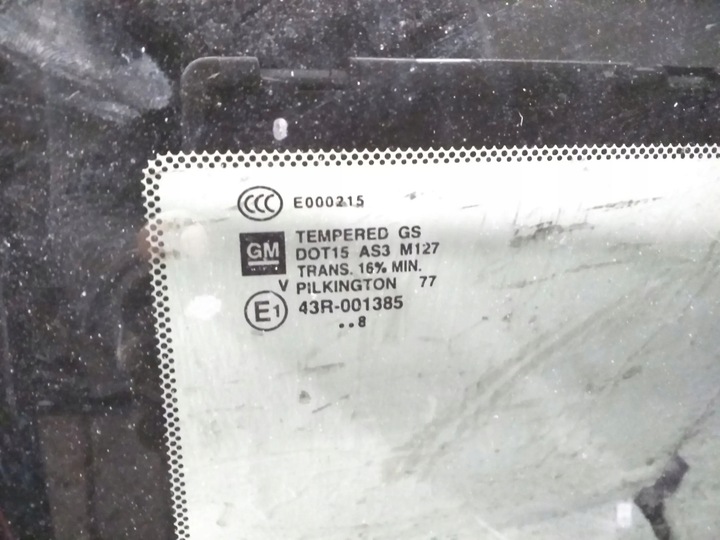 CCC E000215
GM TEMPERED GS
DOT15 AS3 M127
TRANS. 16% MIN.
V PILKINGTON 77
E1 43R-001385
..8